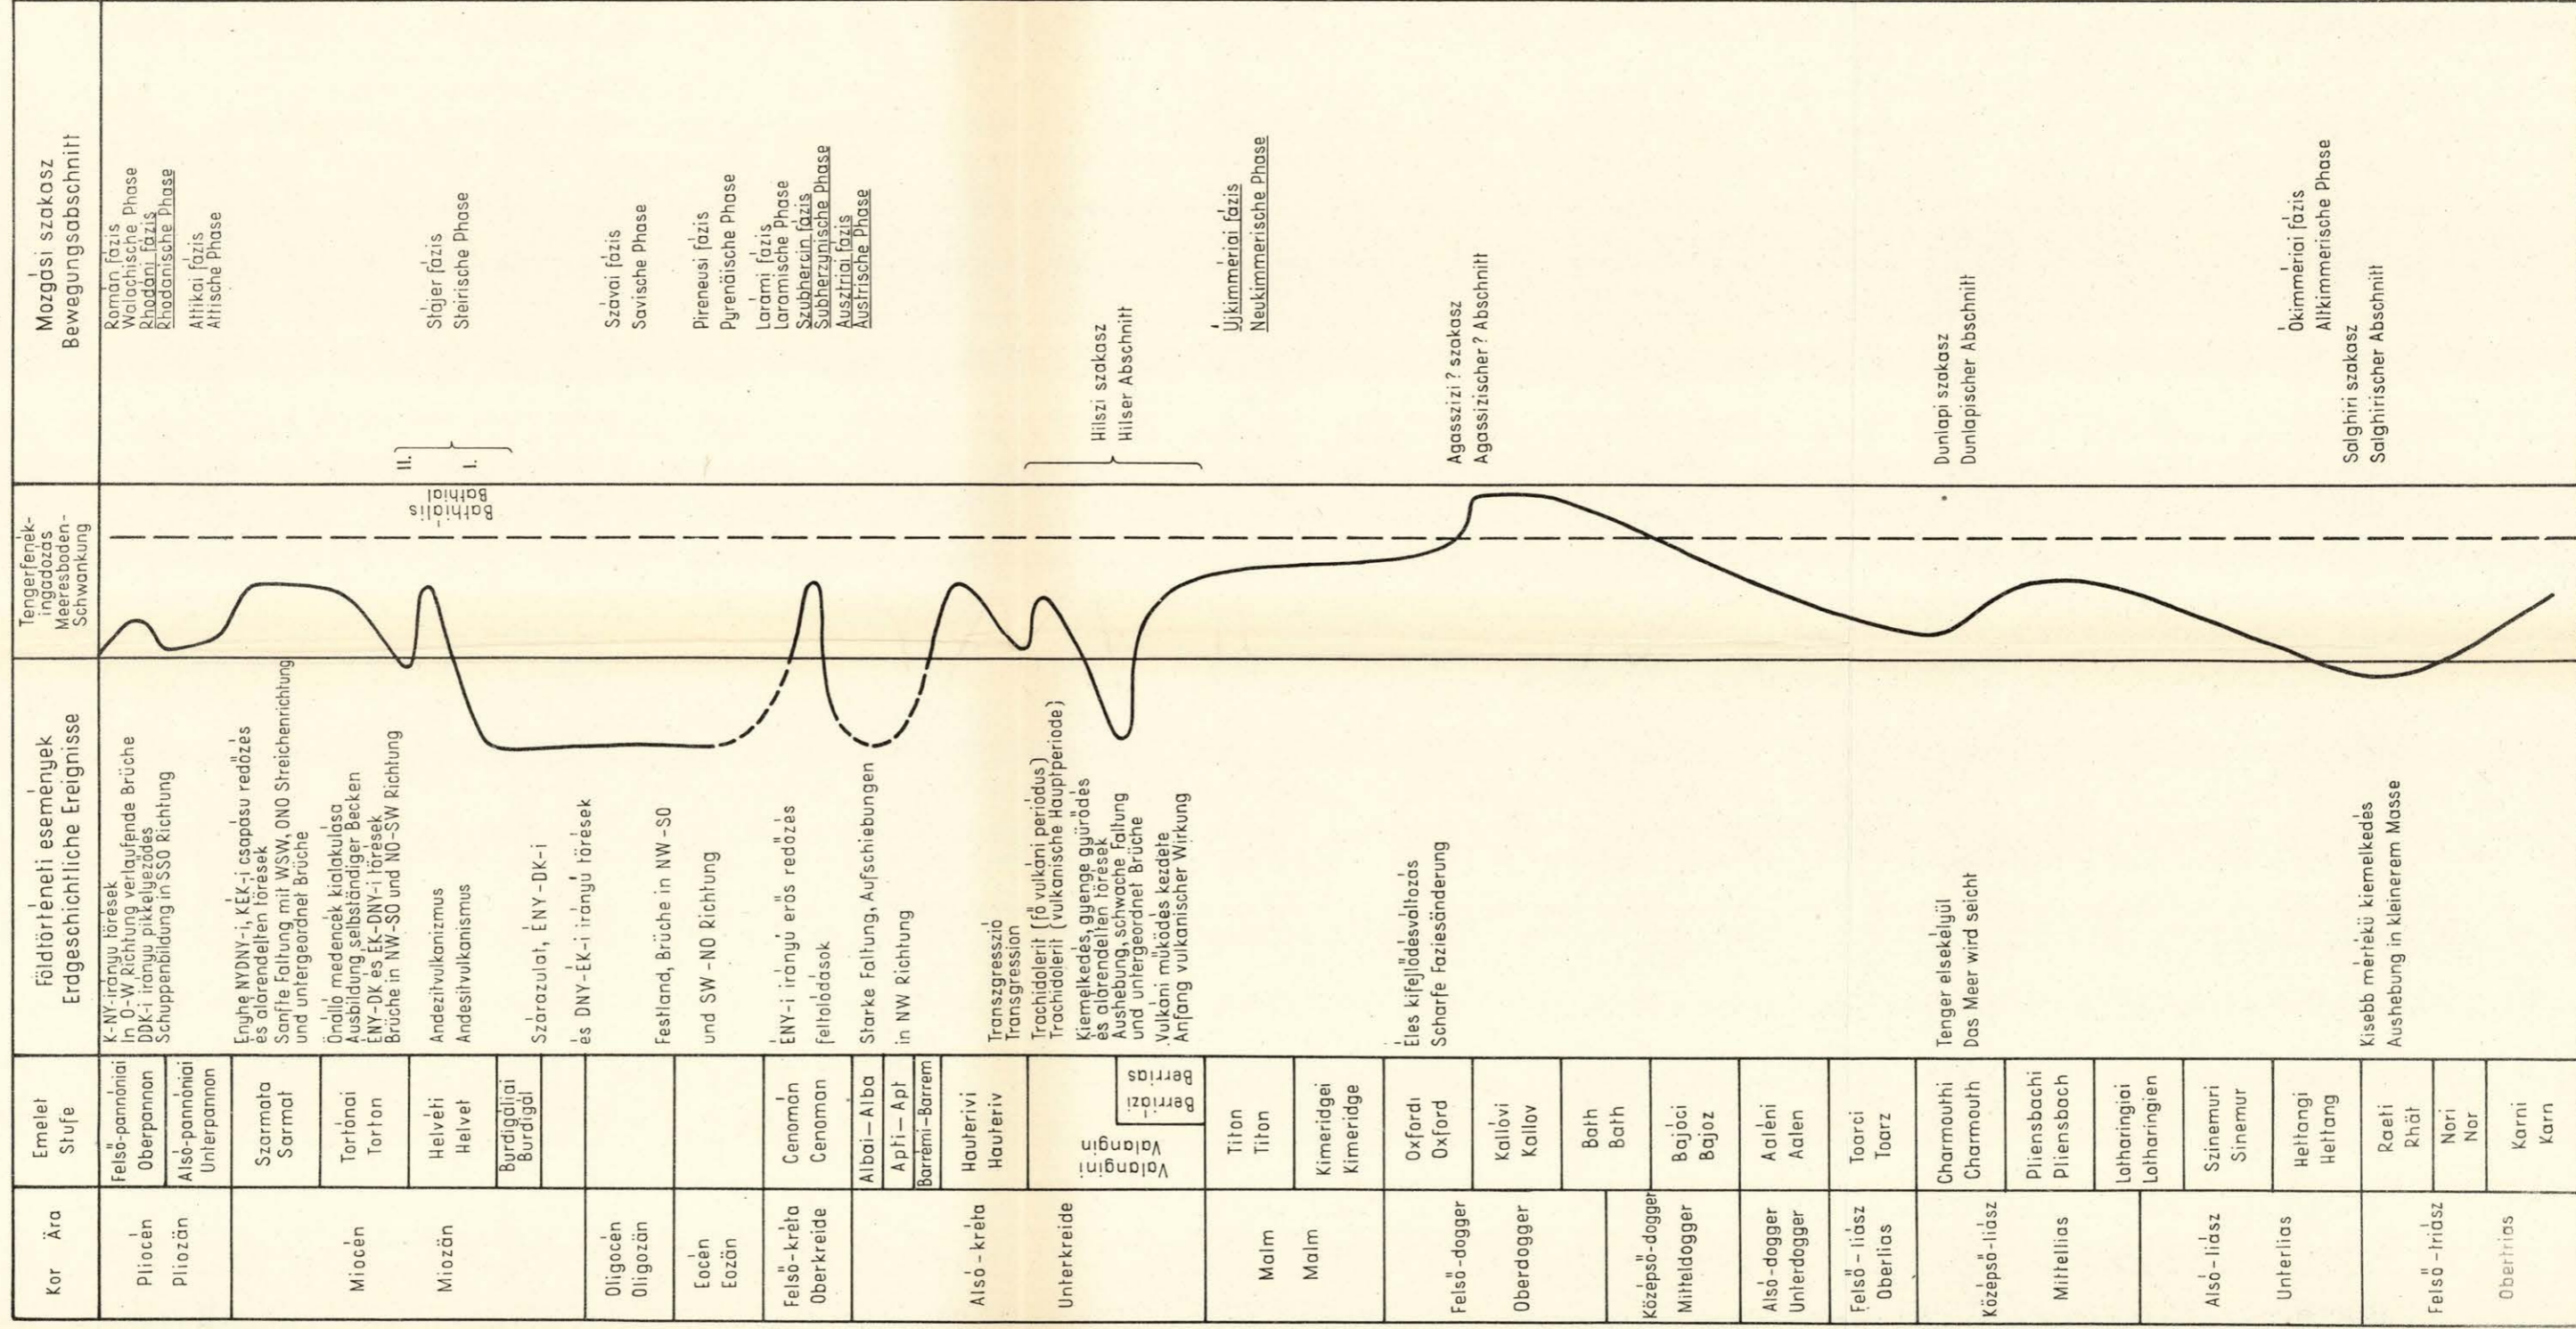 Kor Ära
Emelet
Stufe
Földtörténeti események
Erdgeschichtliche Ereignisse
Tengerfenék-
ingadozás
Meeresboden-
Schwankung
Mozgási szakasz
Bewegungsabschnitt
Pliocén
Pliozän
Miocén
Miozän
Oligocén
Oligozän
Eocén
Eozän
Felső-kréta
Oberkreide
Alsó-kréta
Unterkreide
Malm
Malm
Felső-dogger
Oberdogger
Középső-dogger
Mitteldogger
Alsó-dogger
Unterdogger
Felső-liász
Oberlias
Középső-liász
Mittellias
Alsó-liász
Unterlias
Felső-triász
Obertrias
Felső-pannóniai
Oberpannon
Alsó-pannóniai
Unterpannon
Szarmata
Sarmat
Tortónai
Torton
Helvéti
Helvet
Burdigáliai
Burdigál
Cenomán
Cenoman
Albai-Alba
Apti-Apt
Barrémi-Barrem
Hauterivi
Hauteriv
Valangini
Valangin
Berriázi
Berrias
Titon
Titon
Kimeridgei
Kimeridge
Oxfordi
Oxford
Kallóvi
Kallov
Bath
Bath
Bajóci
Bajoz
Aaléni
Aalen
Toarci
Toarz
Charmouthi
Charmouth
Pliensbachi
Pliensbach
Lotharingiai
Lotharingien
Szinemuri
Sinemur
Hettangi
Hettang
Raeti
Rhät
Nori
Nor
Karni
Karn
K-NY-irányú törések
In O-W Richtung verlaufende Brüche
DDK-i irányú pikkelyeződés
Schuppenbildung in SSO Richtung
Enyhe NYDNY-i, KÉK-i csapású redőzés
és alárendelten törések
Sanfte Faltung mit WSW, ONO Streichenrichtung
und untergeordnet Brüche
Önálló medencék kialakulása
Ausbildung selbständiger Becken
ÉNY-DK és ÉK-DNY-i törések
Brüche in NW-SO und NO-SW Richtung
Andezitvulkanizmus
Andesitvulkanismus
Szárazulat, ÉNY-DK-i
és DNY-ÉK-i irányú törések
Festland, Brüche in NW-SO
und SW-NO Richtung
ÉNY-i irányú erős redőzés
feltolódások
Starke Faltung, Aufschiebungen
in NW Richtung
Transzgresszió
Transgression
Trachidolerit (fő vulkáni periódus)
Trachidolerit (vulkanische Hauptperiode)
Kiemelkedés, gyenge gyűrődés
és alárendelten törések
Aushebung, schwache Faltung
und untergeordnet Brüche
Vulkáni működés kezdete
Anfang vulkanischer Wirkung
Éles kifejlődésváltozás
Scharfe Faziesänderung
Tenger elsekélyül
Das Meer wird seicht
Kisebb mértékű kiemelkedés
Aushebung in kleinerem Masse
Bathiális
Bathial
II.
I.
Román fázis
Walachische Phase
Rhodáni fázis
Rhodanische Phase
Attikai fázis
Attische Phase
Stájer fázis
Steirische Phase
Szávai fázis
Savische Phase
Pireneusi fázis
Pyrenäische Phase
Larámi fázis
Laramische Phase
Szubhercin fázis
Subherzynische Phase
Ausztriai fázis
Austrische Phase
Hilszi szakasz
Hilser Abschnitt
Újkimmériai fázis
Neukimmerische Phase
Agasszizi? szakasz
Agassizischer? Abschnitt
Dunlapi szakasz
Dunlapischer Abschnitt
Ókimmériai fázis
Altkimmerische Phase
Salghiri szakasz
Salghirischer Abschnitt